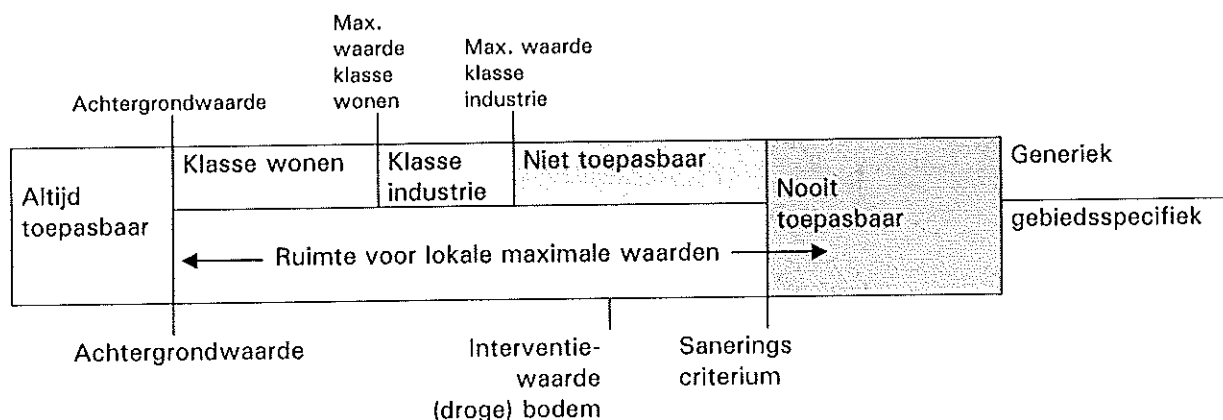 Max.
waarde
klasse
wonen
Max. waarde
klasse
industrie
Achtergrondwaarde
Altijd
toepasbaar
Klasse wonen
Klasse
industrie
Niet toepasbaar
Nooit
toepasbaar
Generiek
gebiedsspecifiek
Ruimte voor lokale maximale waarden
Achtergrondwaarde
Interventie-
waarde
(droge) bodem
Sanerings
criterium